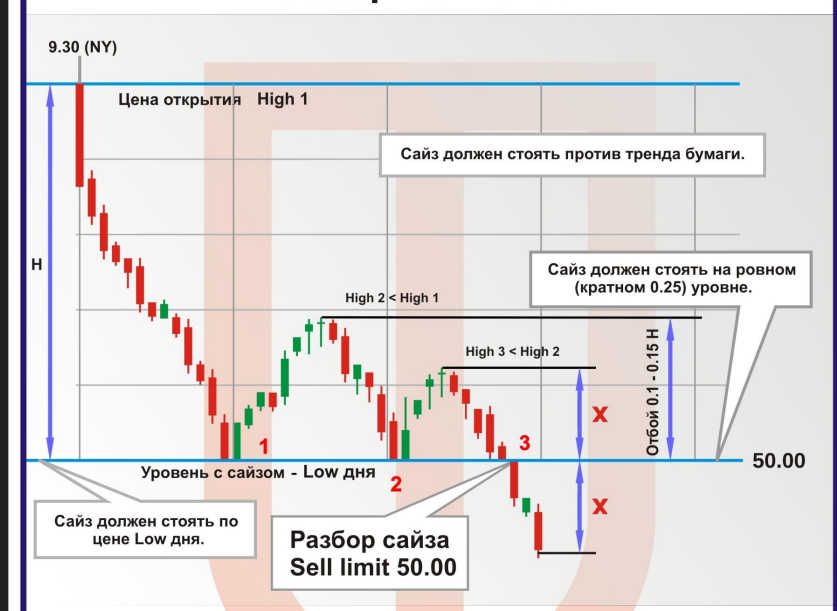 9.30 (NY)
Цена открытия High 1
Сайз должен стоять против тренда бумаги.
H
Сайз должен стоять на ровном
(кратном 0.25) уровне.
High 2 < High 1
High 3 < High 2
Отбой 0.1 - 0.15 H
X
1
3
50.00
Уровень с сайзом - Low дня
2
X
Сайз должен стоять по
цене Low дня.
Разбор сайза
Sell limit 50.00